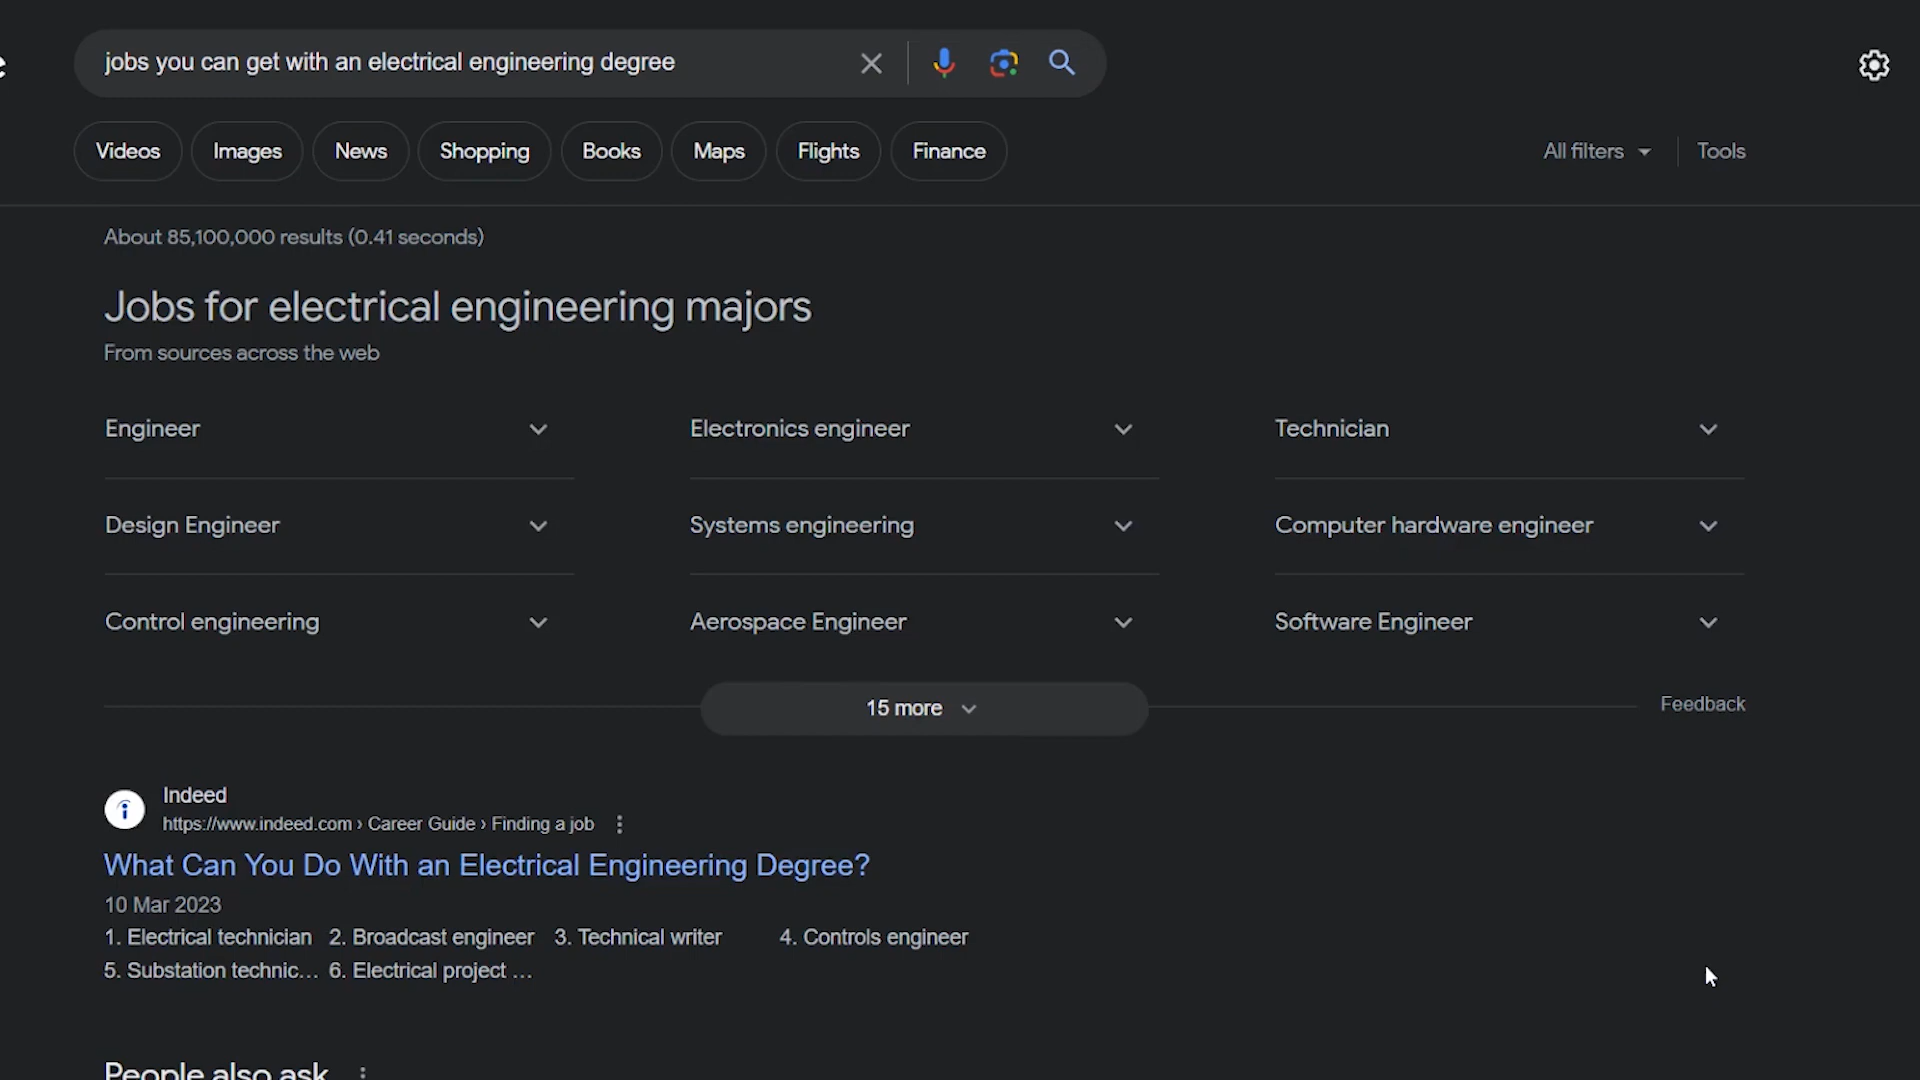 jobs you can get with an electrical engineering degree
Videos Images News Shopping Books Maps Flights Finance All filters Tools
About 85,100,000 results (0.41 seconds)
Jobs for electrical engineering majors
From sources across the web
Engineer Electronics engineer Technician
Design Engineer Systems engineering Computer hardware engineer
Control engineering Aerospace Engineer Software Engineer
15 more
Feedback
Indeed
https://www.indeed.com › Career Guide › Finding a job
What Can You Do With an Electrical Engineering Degree?
10 Mar 2023
1. Electrical technician 2. Broadcast engineer 3. Technical writer 4. Controls engineer
5. Substation technic... 6. Electrical project ...
People also ask